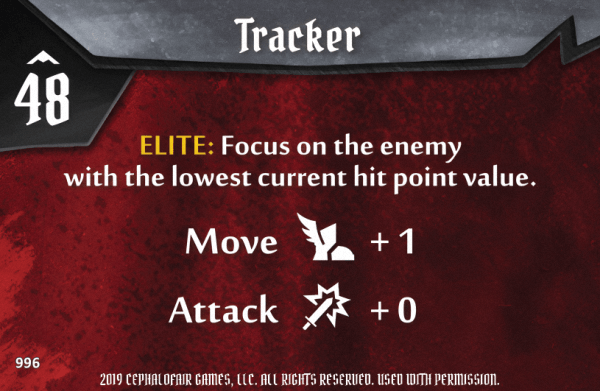 Tracker
48
ELITE: Focus on the enemy
with the lowest current hit point value.
Move + 1
Attack + 0
996
2019 CEPHALOFAIR GAMES, LLC. ALL RIGHTS RESERVED. USED WITH PERMISSION.